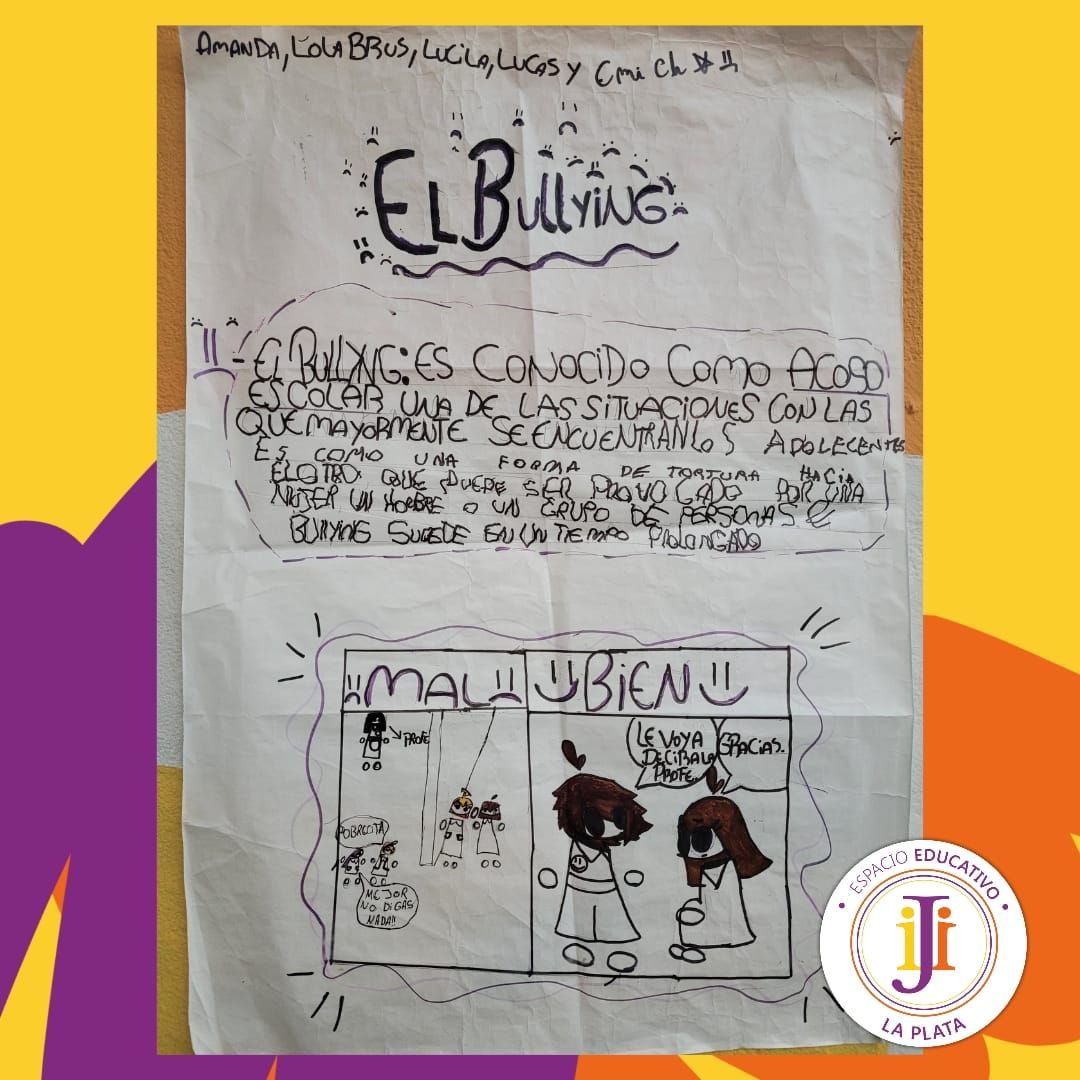 AMANDA, LOLA BRUS, LUCILA, LUCAS Y Emi Ch
EL BullyiNG
- EL BULLYING: ES CONOCIDO COMO ACOSO
ESCOLAR UNA DE LAS SITUACIONES CON LAS
QUE MAYORMENTE SE ENCUENTRAN LOS ADOLECENTES
ES COMO UNA FORMA DE TORTURA HACIA
EL OTRO QUE PUEDE SER PROVOCADO POR UNA
MUJER UN HOMBRE O UN GRUPO DE PERSONAS
BULLYING SUCEDE EN UN TIEMPO PROLONGADO
MAL
BIEN
PROFE
POBRECITA
MEJOR
NO DIGAS
NADA!!
LE VOY A
DECIR A LA
PROFE.
GRACIAS.
ESPACIO EDUCATIVO
iJi
LA PLATA